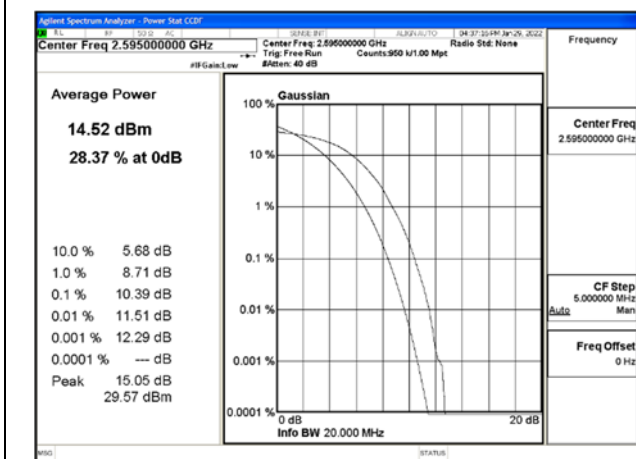 Agilent Spectrum Analyzer - Power Stat CCDF
RL RF 50 Ω AC SENSE:INT ALIGN AUTO 04:37:15 PM Jan 29, 2022
Center Freq 2.595000000 GHz
Center Freq: 2.595000000 GHz Radio Std: None
Trig: Free Run Counts:950 k/1.00 Mpt
#IFGain:Low #Atten: 40 dB
Frequency
Average Power
14.52 dBm
28.37 % at 0dB
10.0 % 5.68 dB
1.0 % 8.71 dB
0.1 % 10.39 dB
0.01 % 11.51 dB
0.001 % 12.29 dB
0.0001 % --- dB
Peak 15.05 dB
29.57 dBm
Gaussian
100 %
10 %
1 %
0.1 %
0.01 %
0.001 %
0.0001 %
0 dB 20 dB
Info BW 20.000 MHz
Center Freq
2.595000000 GHz
CF Step
5.000000 MHz
Auto Man
Freq Offset
0 Hz
MSG STATUS